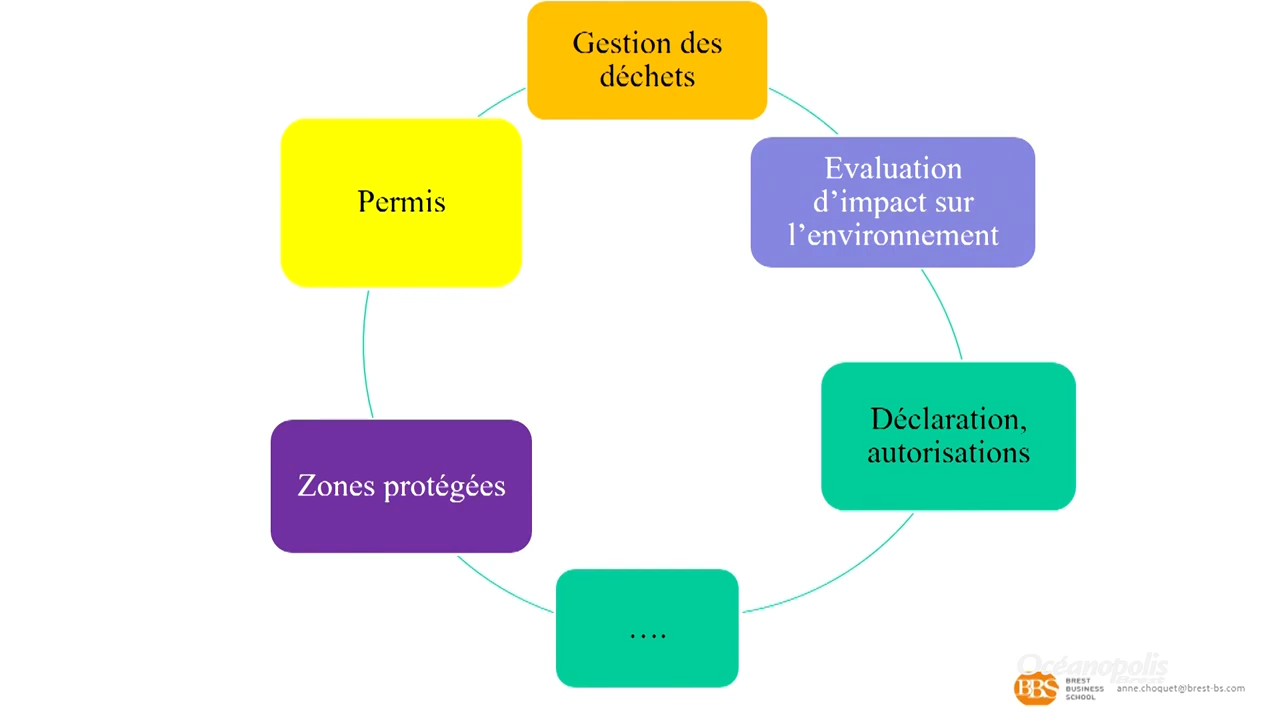 Gestion des
déchets
Evaluation
d’impact sur
l’environnement
Déclaration,
autorisations
....
Zones protégées
Permis
Océanopolis
Brest
BBS
BREST
BUSINESS
SCHOOL
anne.choquet@brest-bs.com